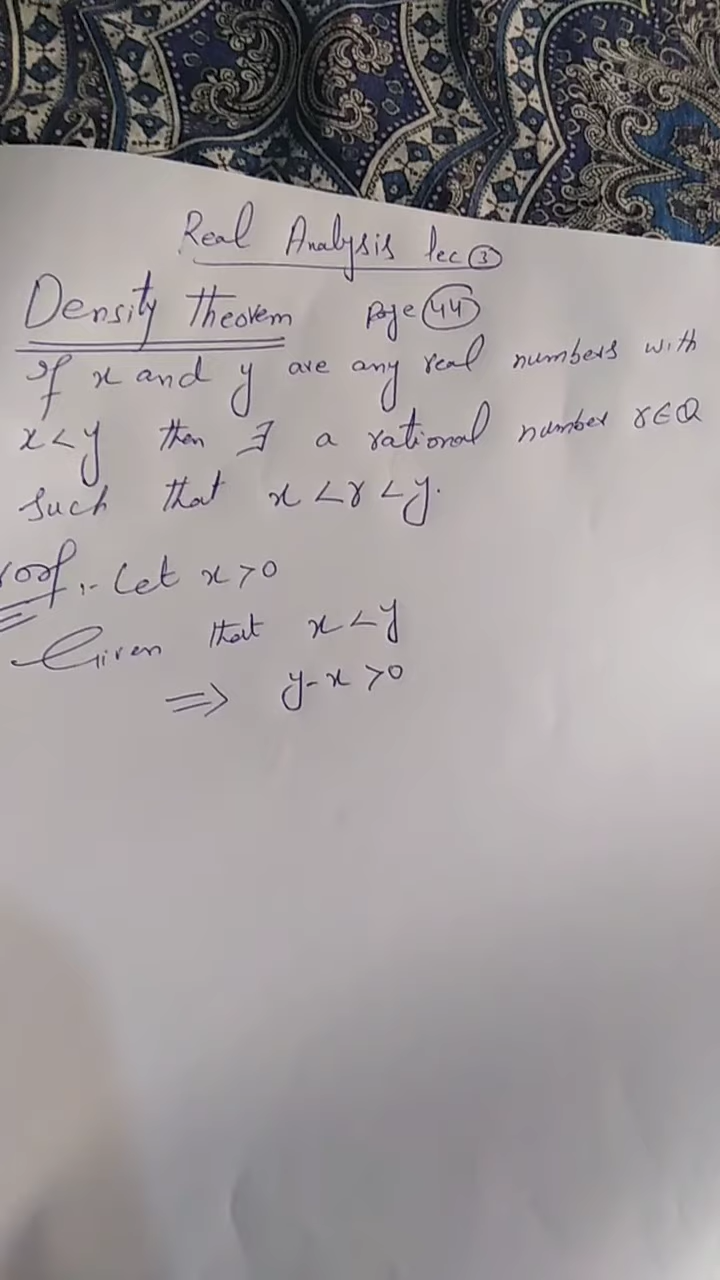 Real Analysis lec ③
Density Theorem page 44
If x and y are any real numbers with
x < y then ∃ a rational number r ∈ Q
Such that x < r < y.
roof :- Let x > 0
Given that x < y
⟹ y - x > 0